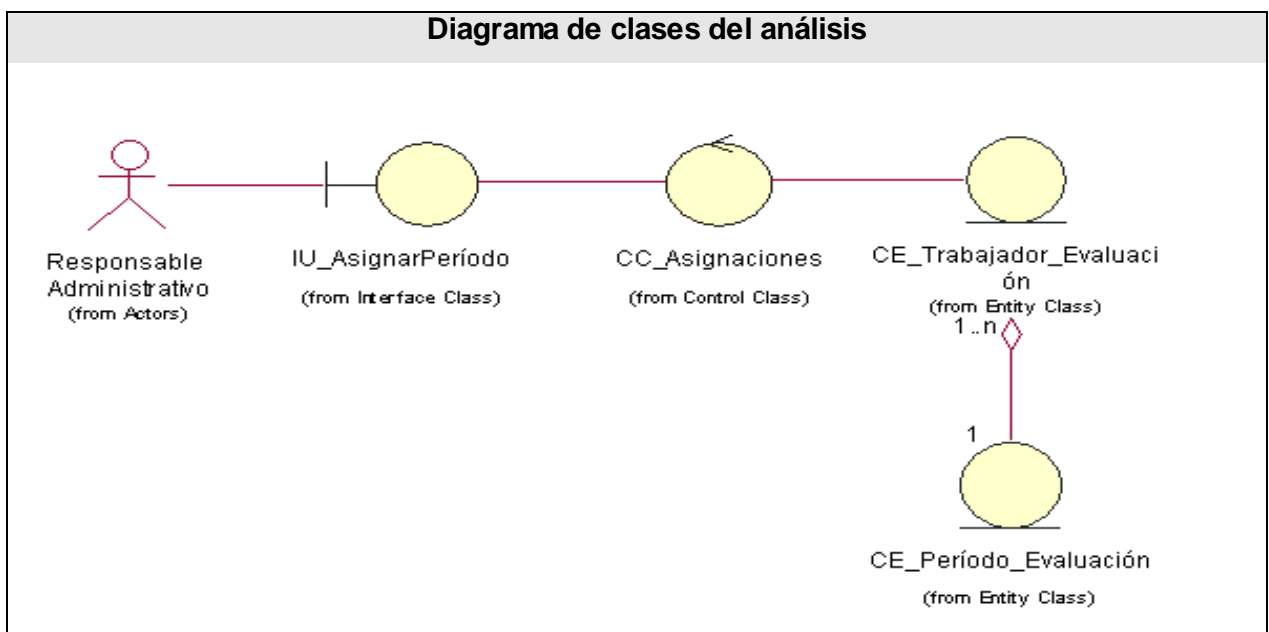 Diagrama de clases del análisis
Responsable
Administrativo
(from Actors)
IU_AsignarPeríodo
(from Interface Class)
CC_Asignaciones
(from Control Class)
CE_Trabajador_Evaluaci
ón
(from Entity Class)
1..n
1
CE_Período_Evaluación
(from Entity Class)